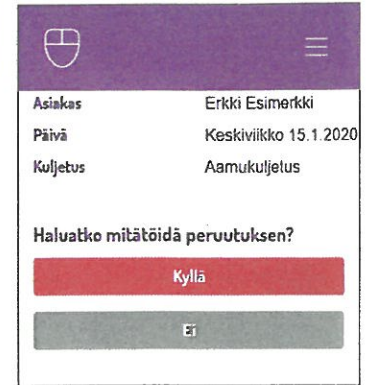 Asiakas Erkki Esimerkki
Päivä Keskiviikko 15.1.2020
Kuljetus Aamukuljetus
Haluatko mitätöidä peruutuksen?
Kyllä
Ei